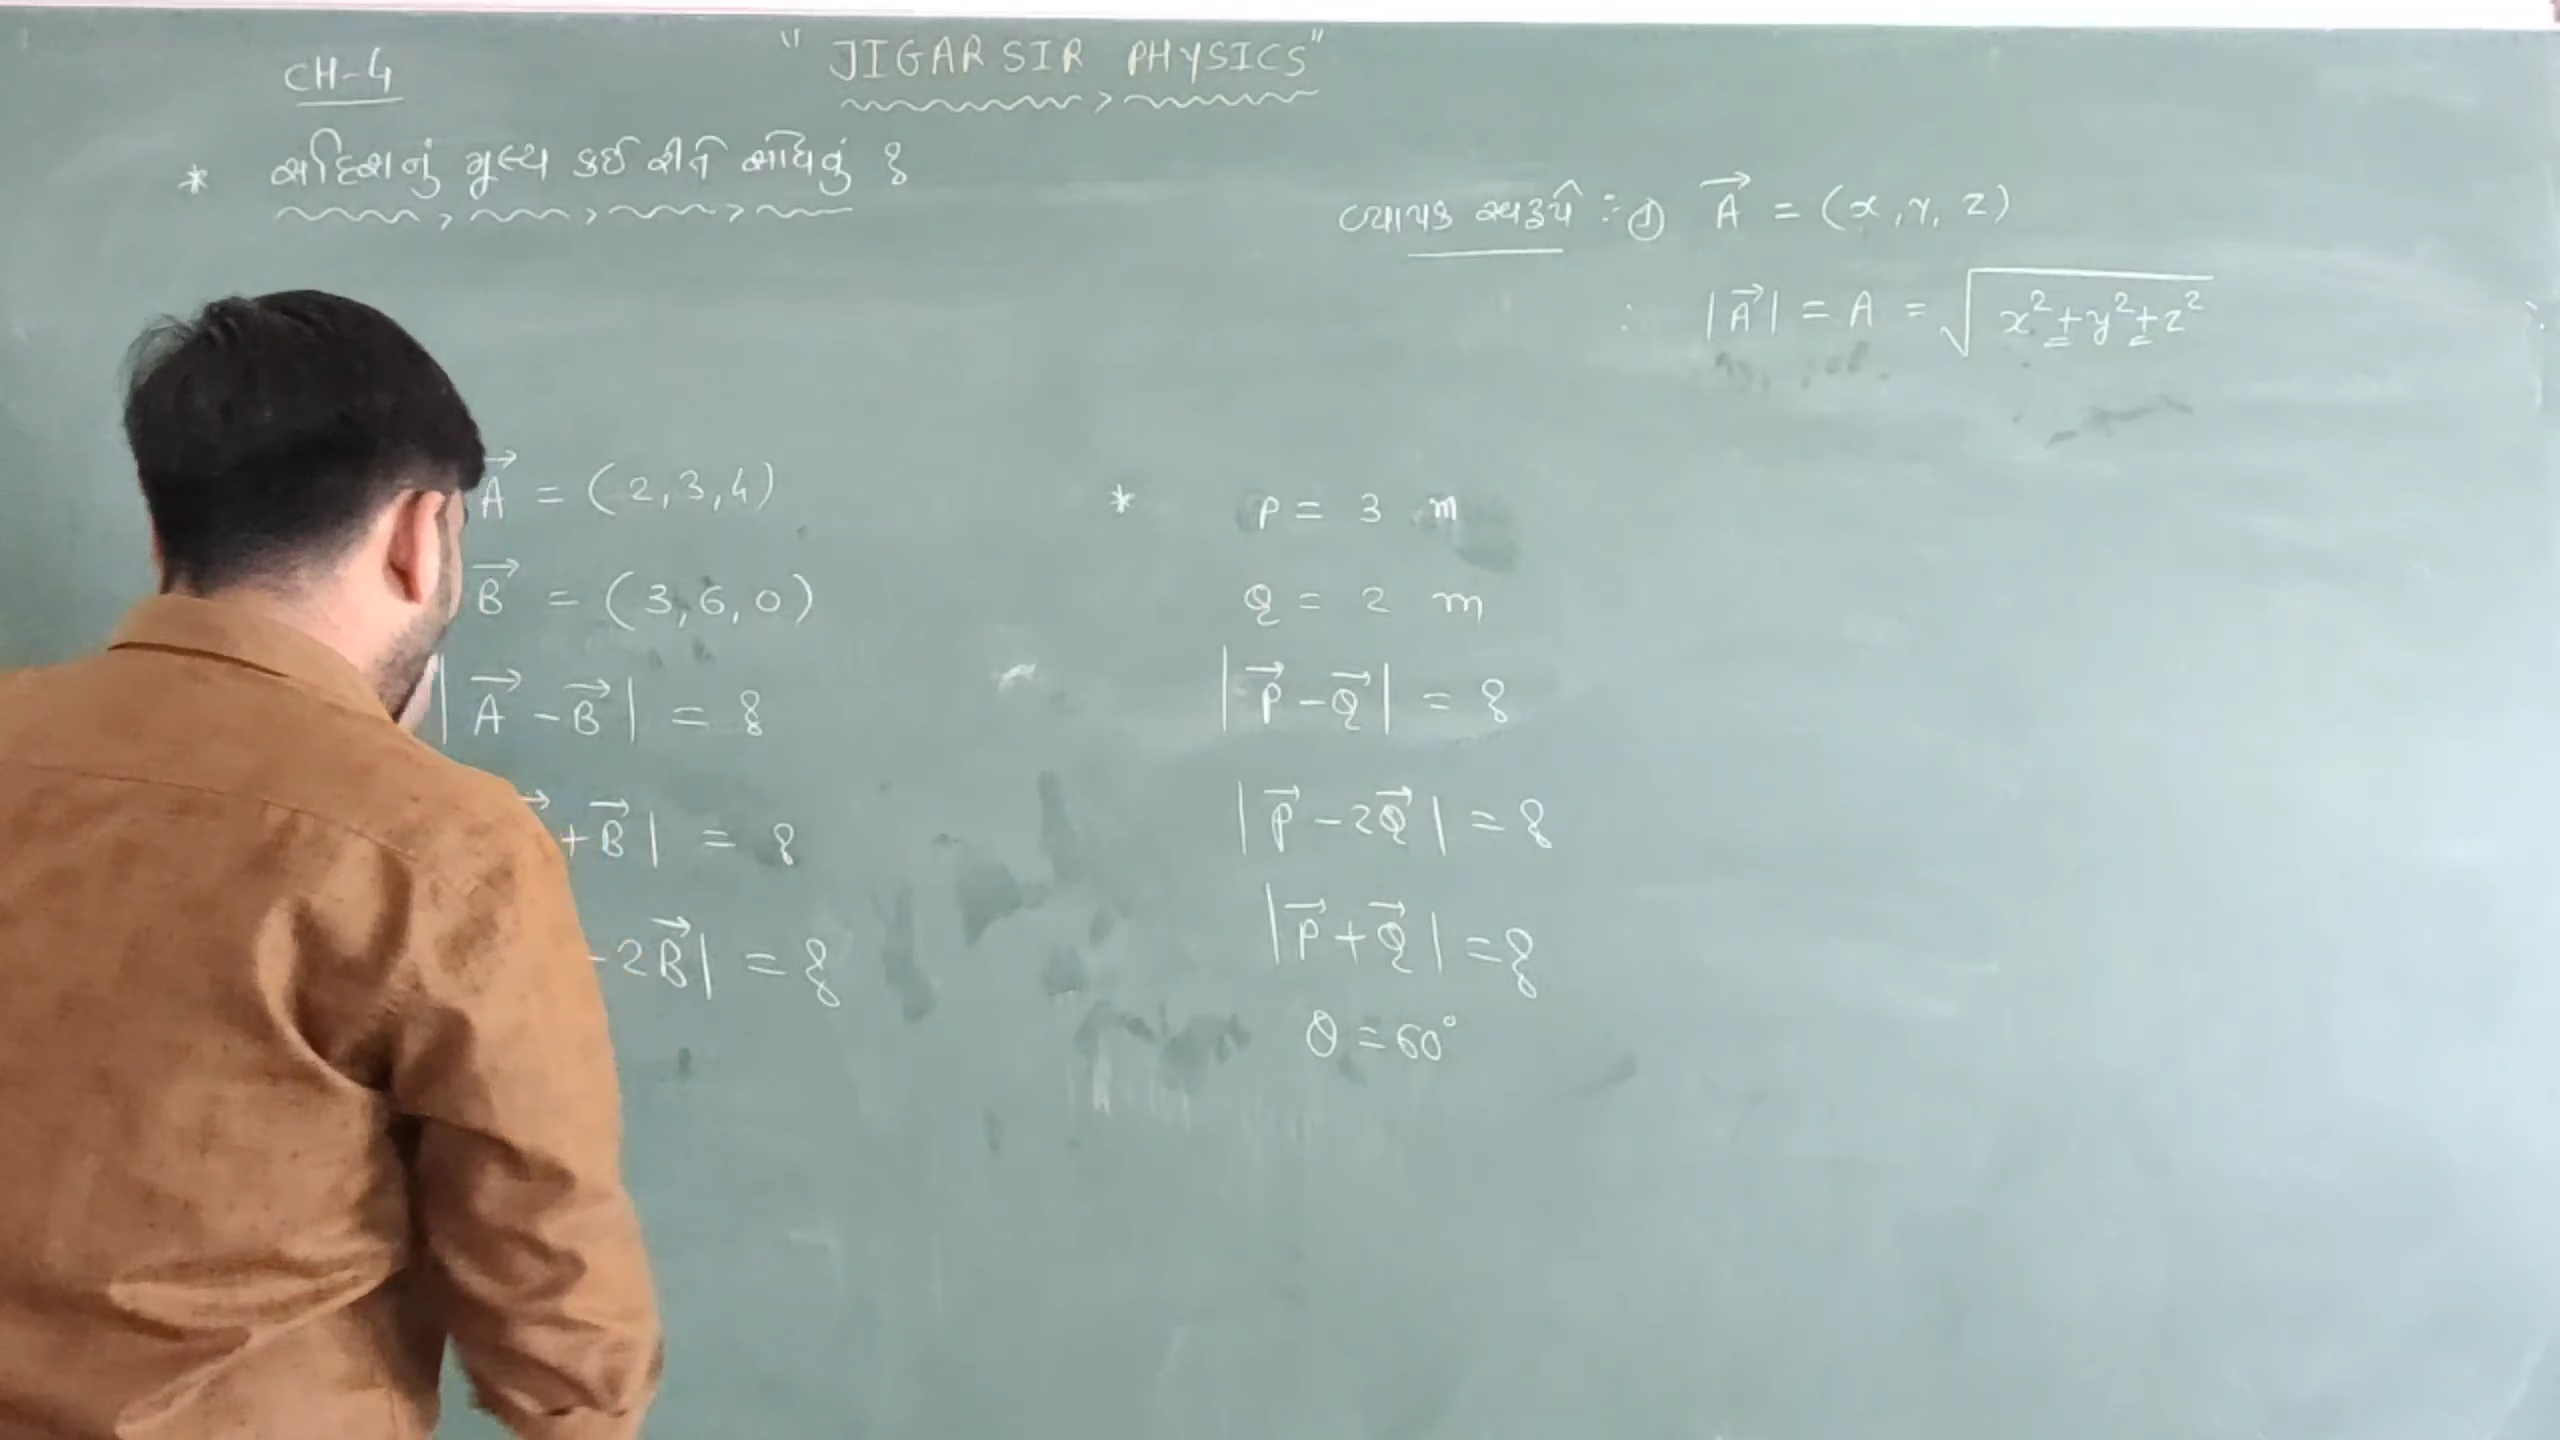 CH-4
"JIGAR SIR PHYSICS"
* સદિશનું મૂલ્ય કઈ રીતે શોધવું ?
વ્યાપક સ્વરૂપે :- ① A⃗ = (x, y, z)
∴ |A⃗| = A = √(x²+y²+z²)
A⃗ = (2,3,4)
B⃗ = (3,6,0)
|A⃗ - B⃗| = ?
+ B⃗| = ?
- 2B⃗| = ?
* P = 3 m
Q = 2 m
|P⃗ - Q⃗| = ?
|P⃗ - 2Q⃗| = ?
|P⃗ + Q⃗| = ?
θ = 60°